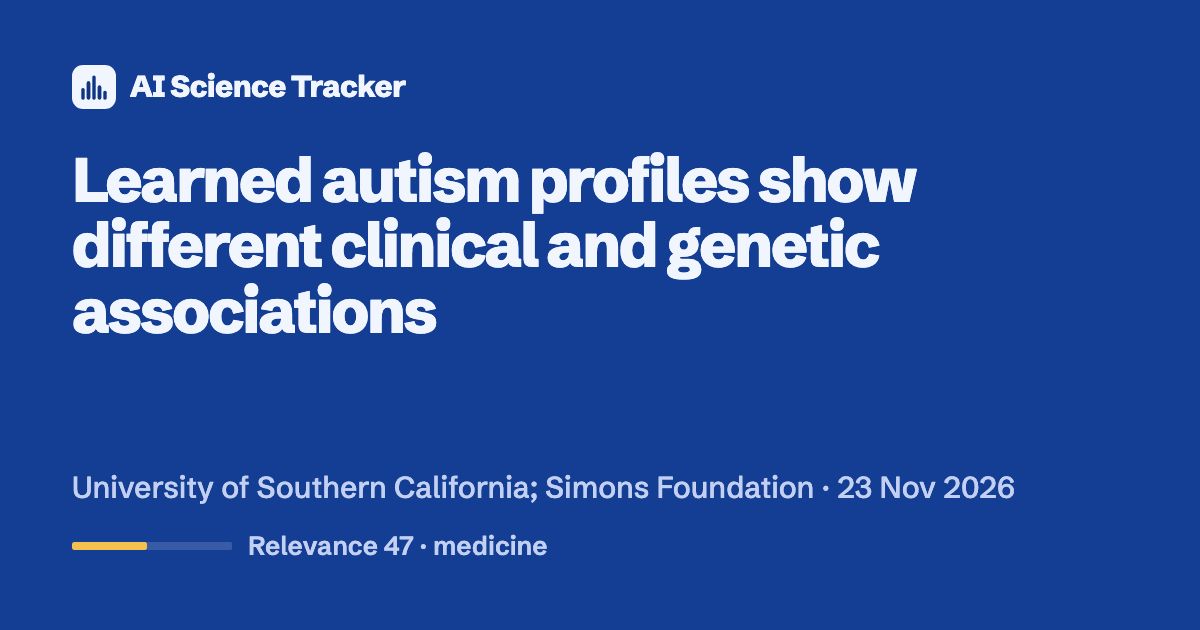 AI Science Tracker
Learned autism profiles show
different clinical and genetic
associations
University of Southern California; Simons Foundation · 23 Nov 2026
Relevance 47 · medicine